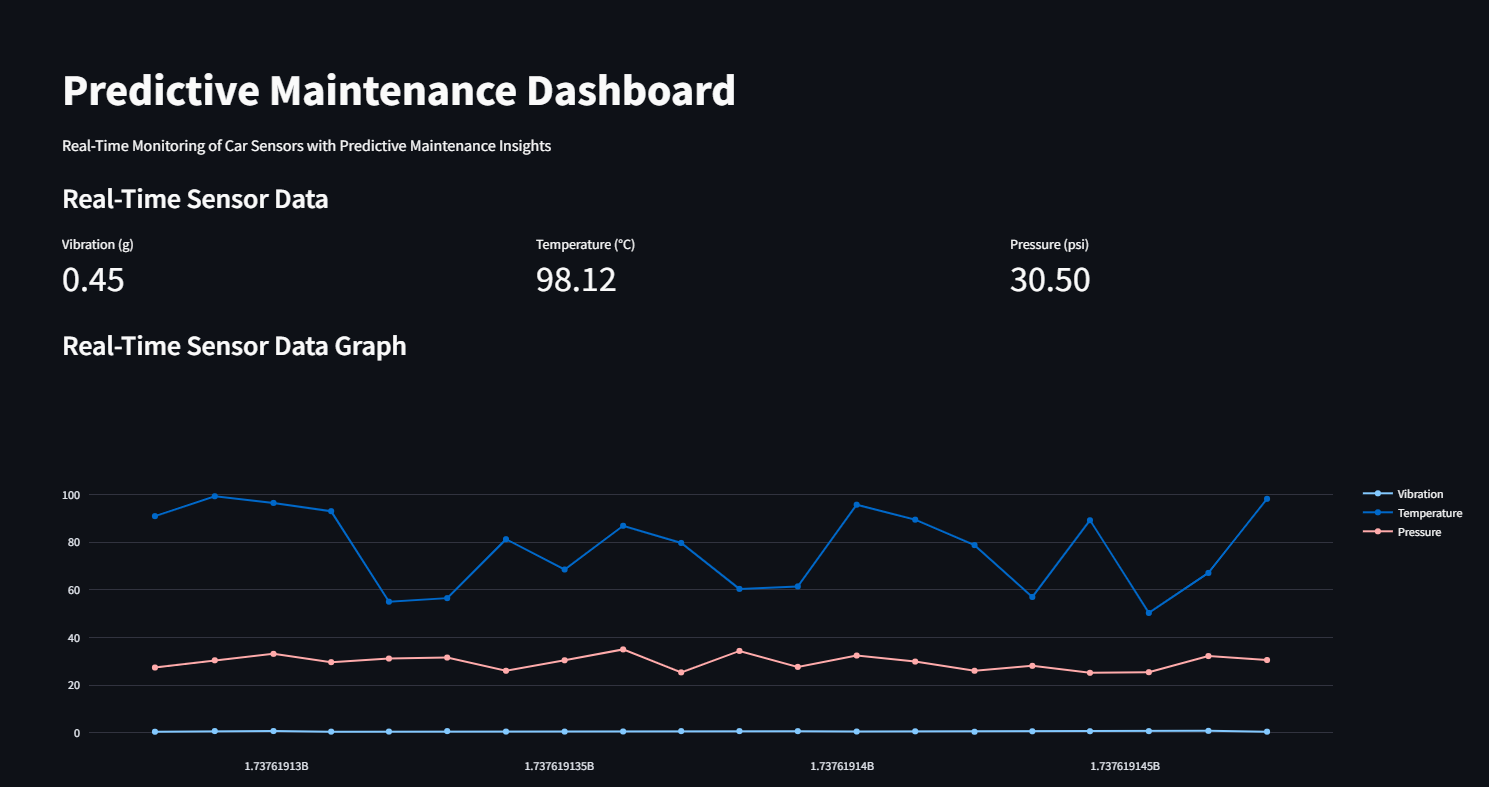 Predictive Maintenance Dashboard
Real-Time Monitoring of Car Sensors with Predictive Maintenance Insights
Real-Time Sensor Data
Vibration (g)
Temperature (°C)
Pressure (psi)
0.45
98.12
30.50
Real-Time Sensor Data Graph
100
80
60
40
20
0
Vibration
Temperature
Pressure
1.73761913B
1.737619135B
1.73761914B
1.737619145B